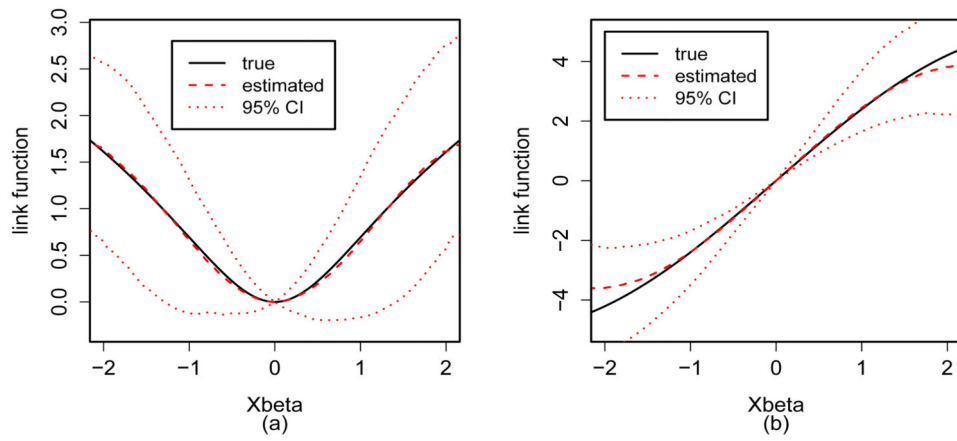 3.0
2.5
2.0
1.5
1.0
0.5
0.0
link function
true
estimated
95% CI
−2 −1 0 1 2
Xbeta
(a)
4
2
0
−2
−4
link function
true
estimated
95% CI
−2 −1 0 1 2
Xbeta
(b)